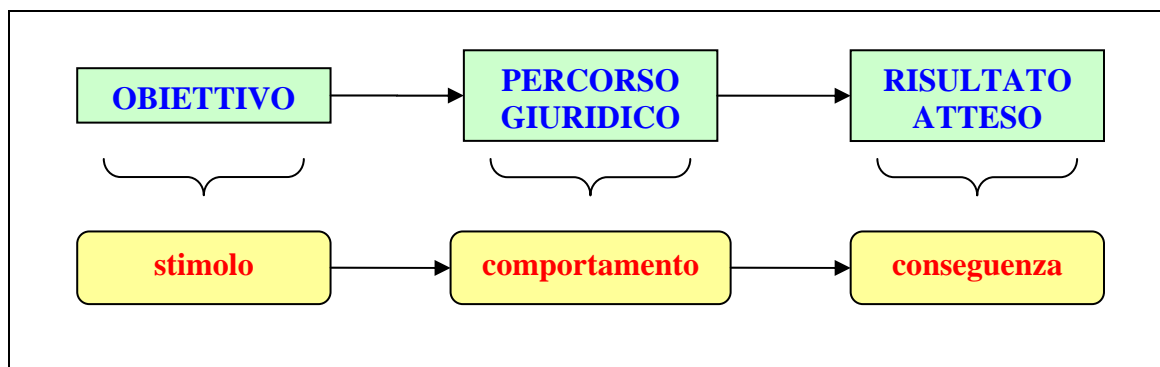 OBIETTIVO
PERCORSO
GIURIDICO
RISULTATO
ATTESO
stimolo
comportamento
conseguenza